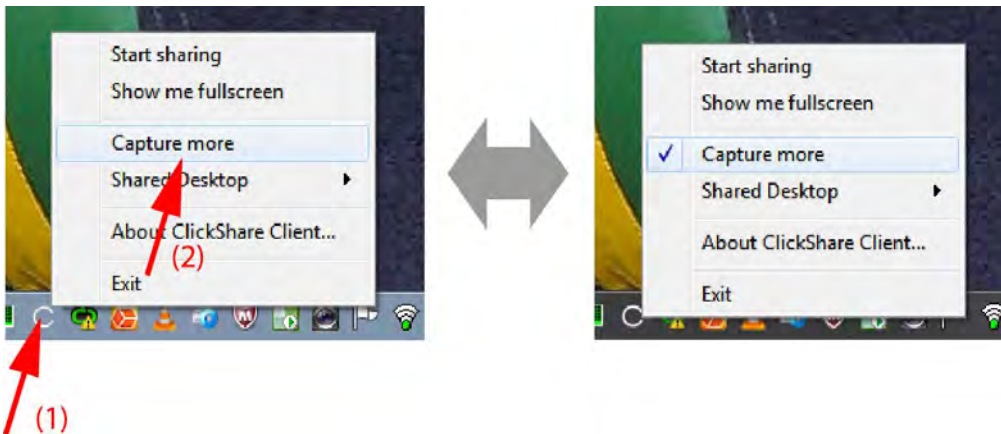 Start sharing
Show me fullscreen
Capture more
Shared Desktop
About ClickShare Client...
(2)
Exit
(1)
Start sharing
Show me fullscreen
Capture more
Shared Desktop
About ClickShare Client...
Exit